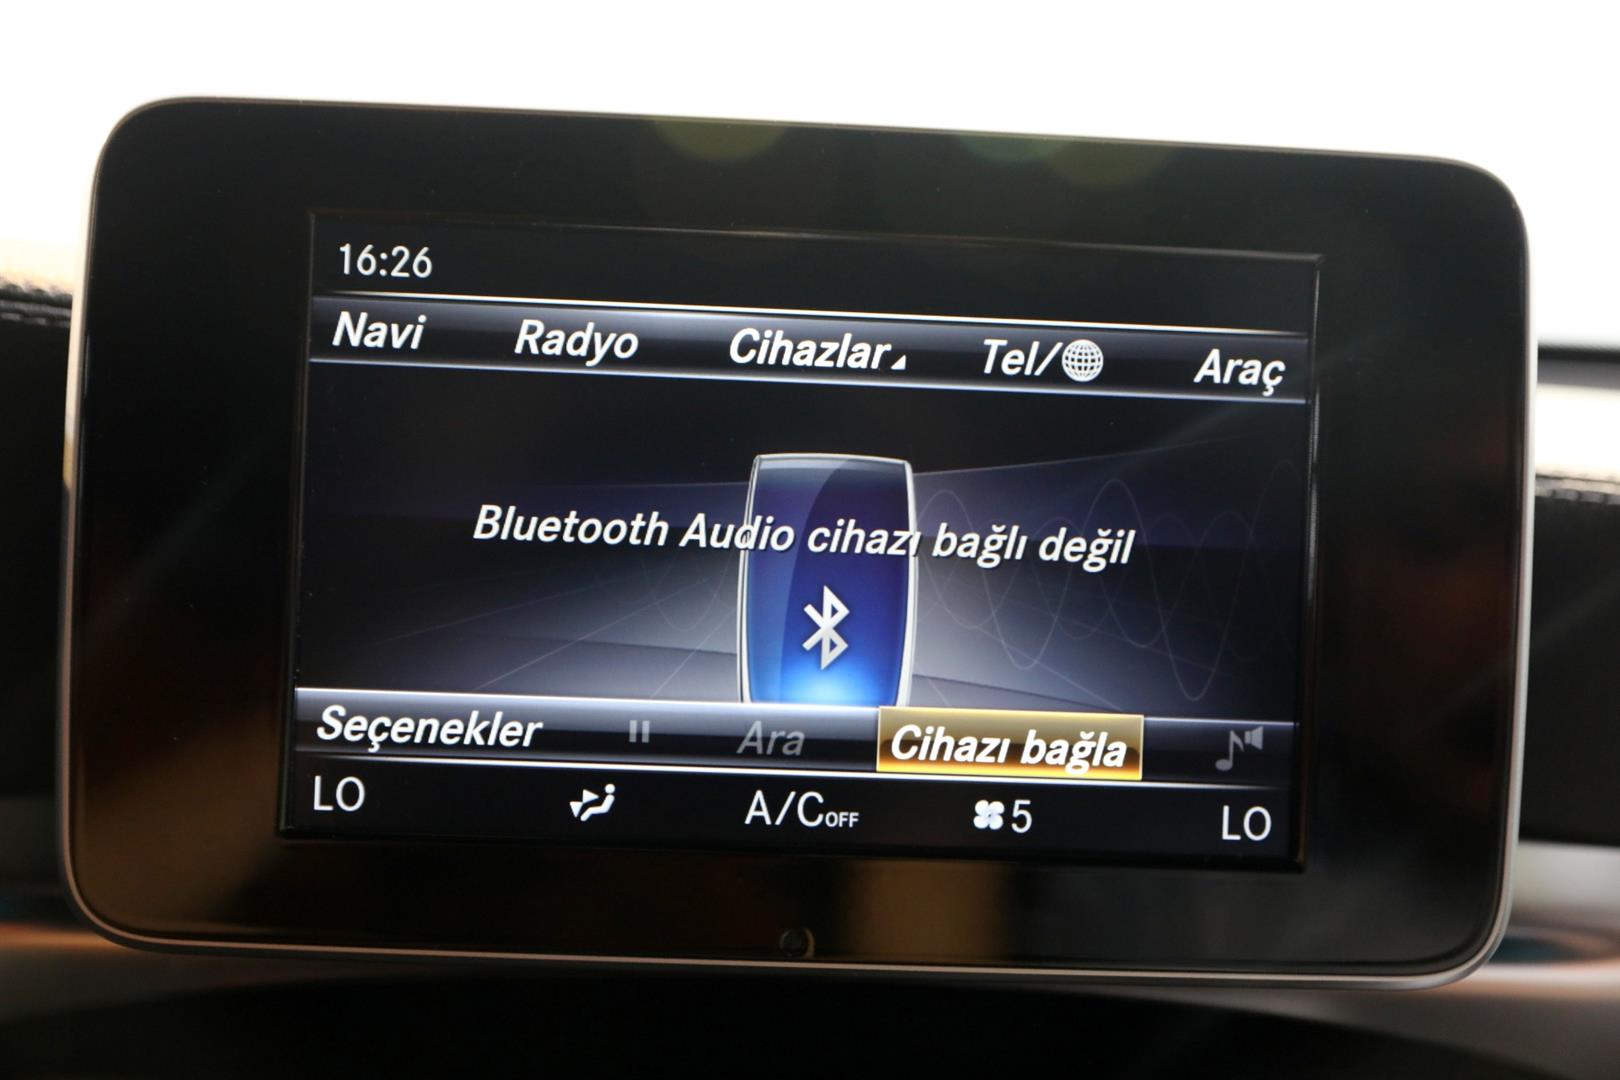 16:26
Navi Radyo Cihazlar Tel/ Araç
Bluetooth Audio cihazı bağlı değil
Seçenekler Ara Cihazı bağla
LO A/C OFF 5 LO